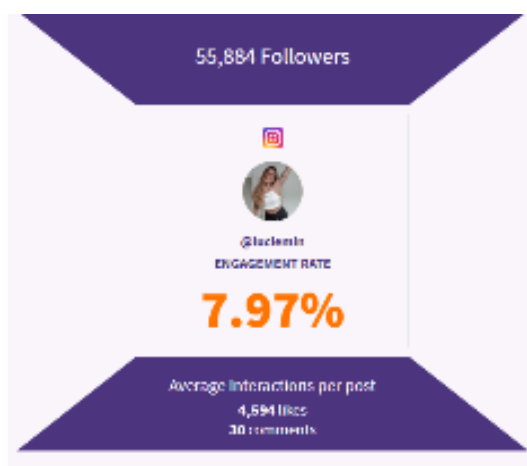 55,884 Followers
ENGAGEMENT RATE
7.97%
Average Interactions per post
4,594 likes
30 comments